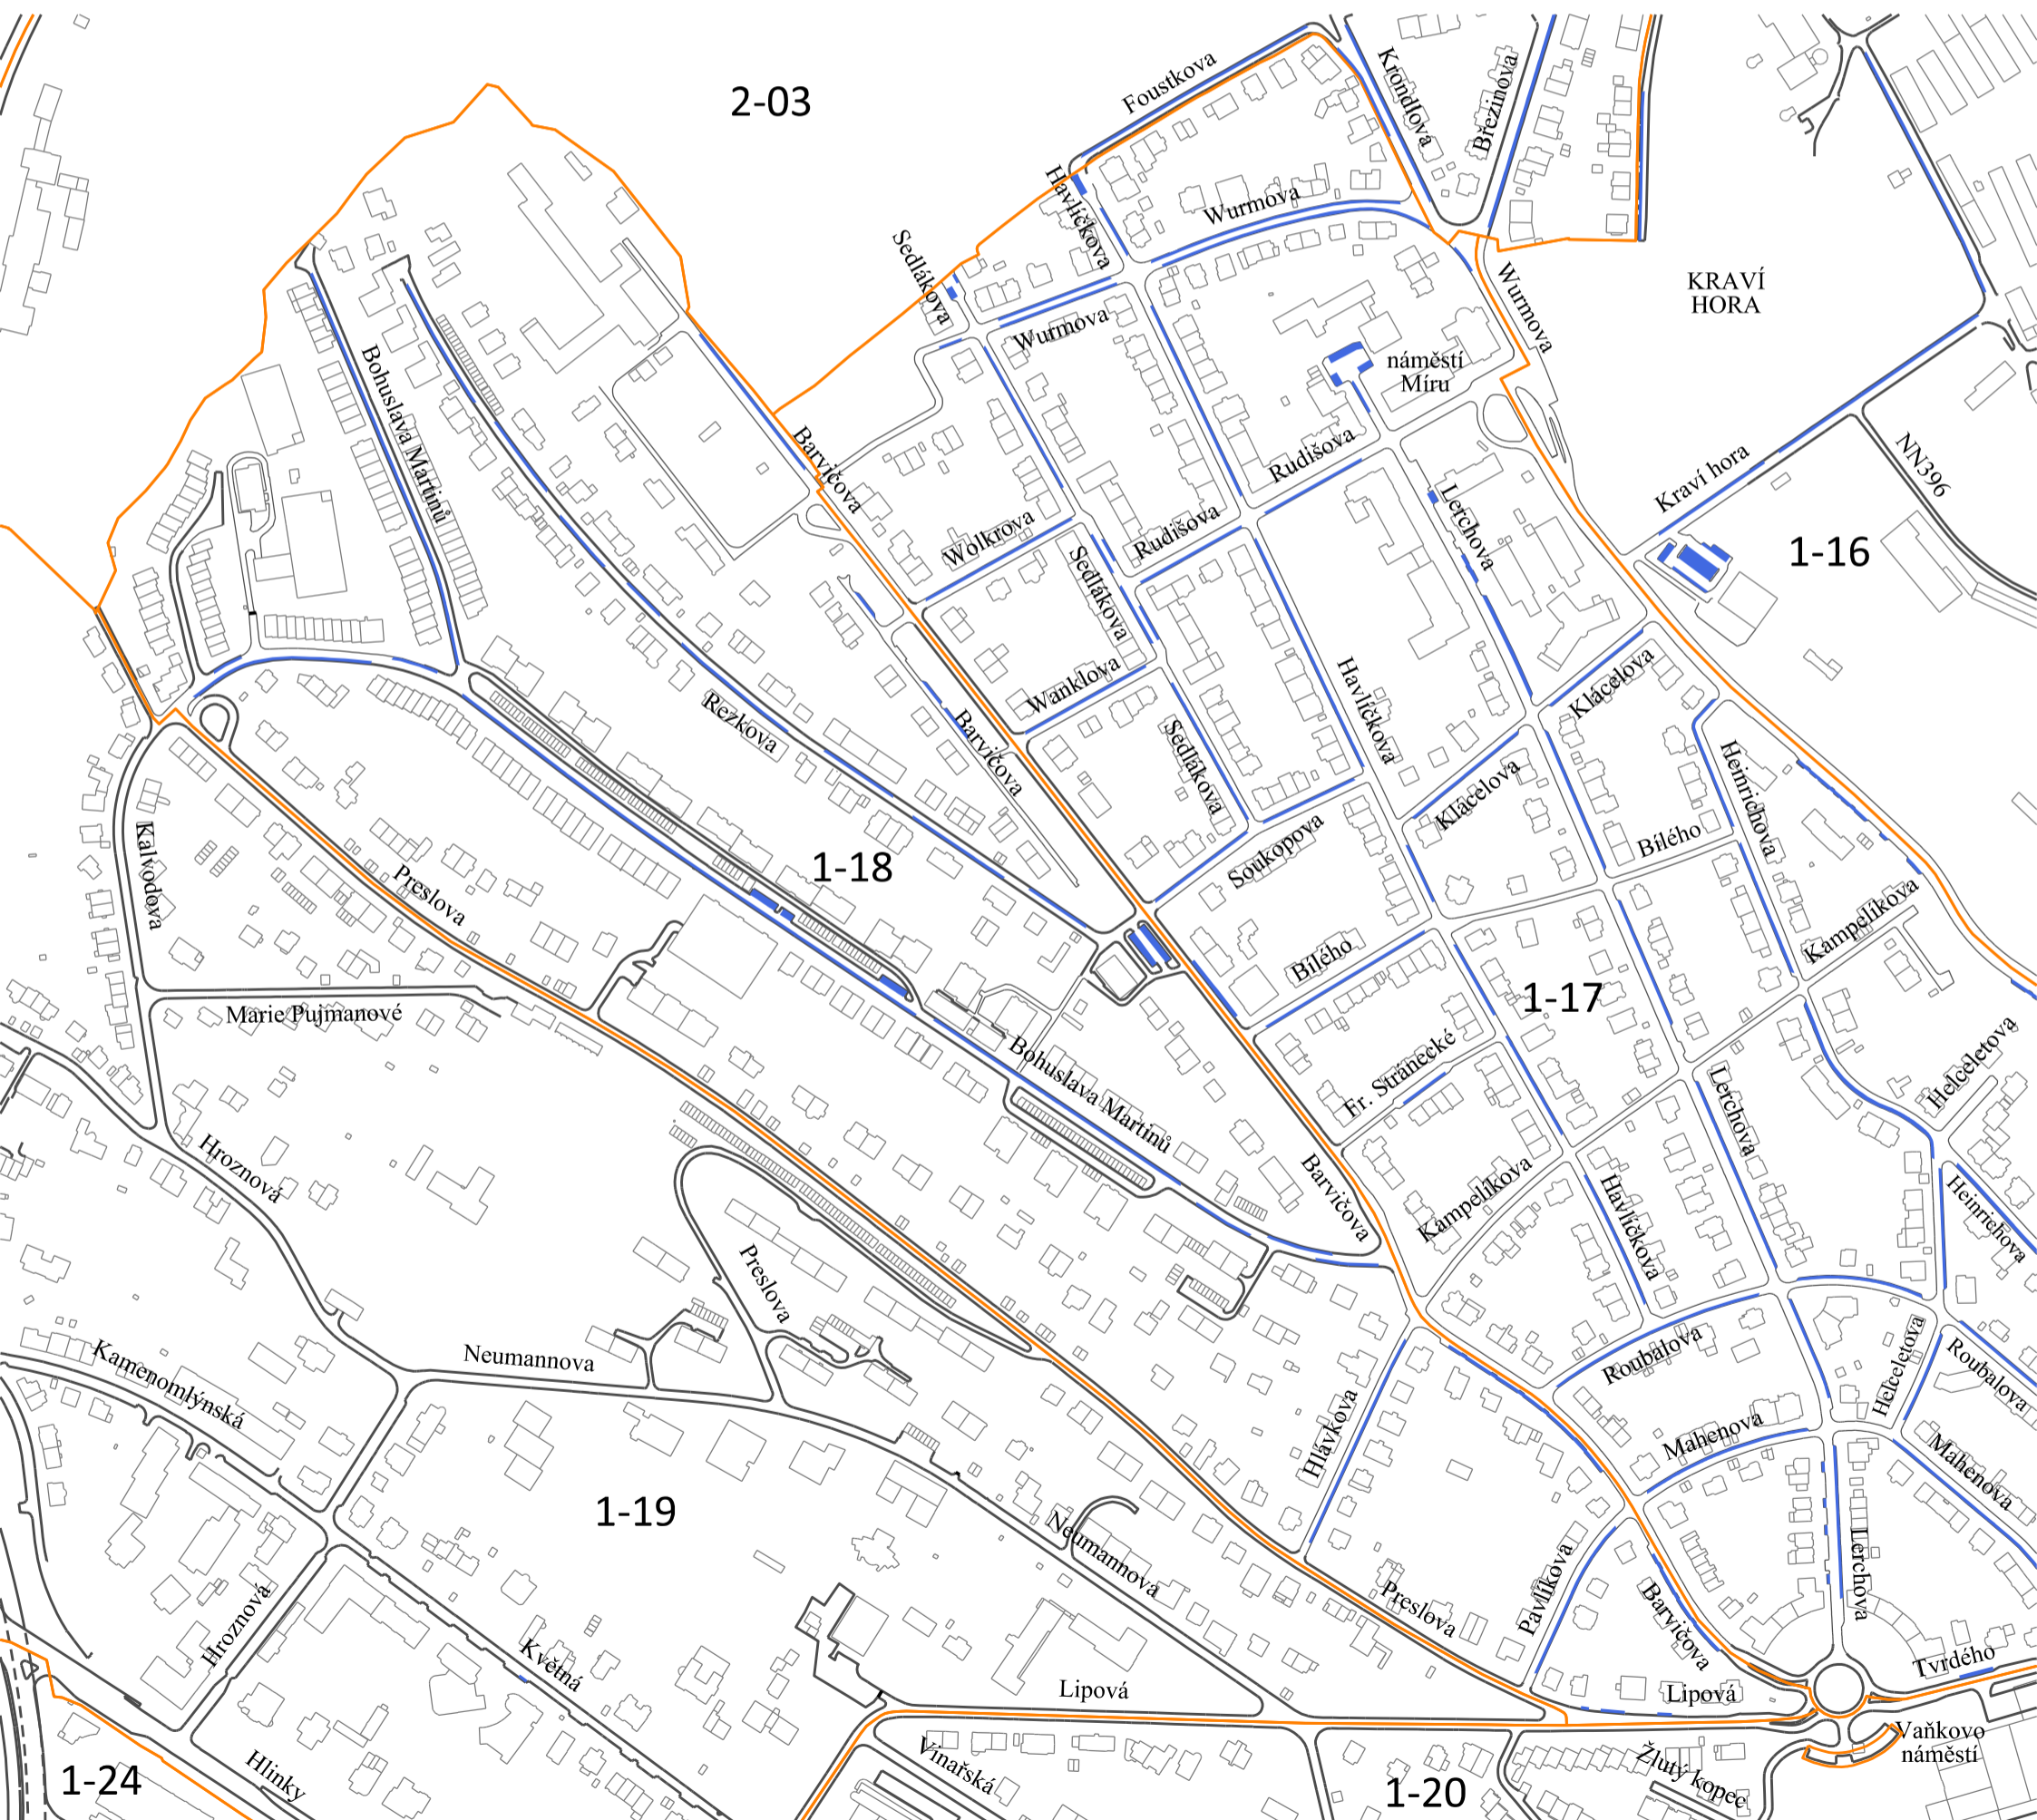 2-03
Foustkova
Krondlova
Březinova
Havlíčkova
Wurmova
Sedlákova
Wurmova
Wurmova
KRAVÍ
HORA
náměstí
Míru
Bohuslava Martinů
Barvičova
Rudišova
Kraví hora
NN396
Lerchova
Wolkrova
Rudišova
1-16
Sedlákova
Wanklova
Klácelova
Havlíčkova
Rezkova
Barvičova
Sedlákova
Heinrichova
Klácelova
Bílého
Soukopova
Kalvodova
Preslova
1-18
Kampelíkova
Bílého
1-17
Marie Pujmanové
Helceletova
Bohuslava Martinů
Fr. Stránecké
Lerchova
Hroznová
Barvičova
Kampelíkova
Havlíčkova
Heinrichova
Preslova
Neumannova
Roubalova
Helceletova
Roubalova
Kamenomlýnská
Hlávkova
Mahenova
Mahenova
1-19
Neumannova
Lerchova
Pavlíkova
Preslova
Barvičova
Hroznová
Květná
Tvrdého
Lipová
Lipová
Vaňkovo
náměstí
Vinařská
Žlutý kopec
Hlinky
1-24
1-20